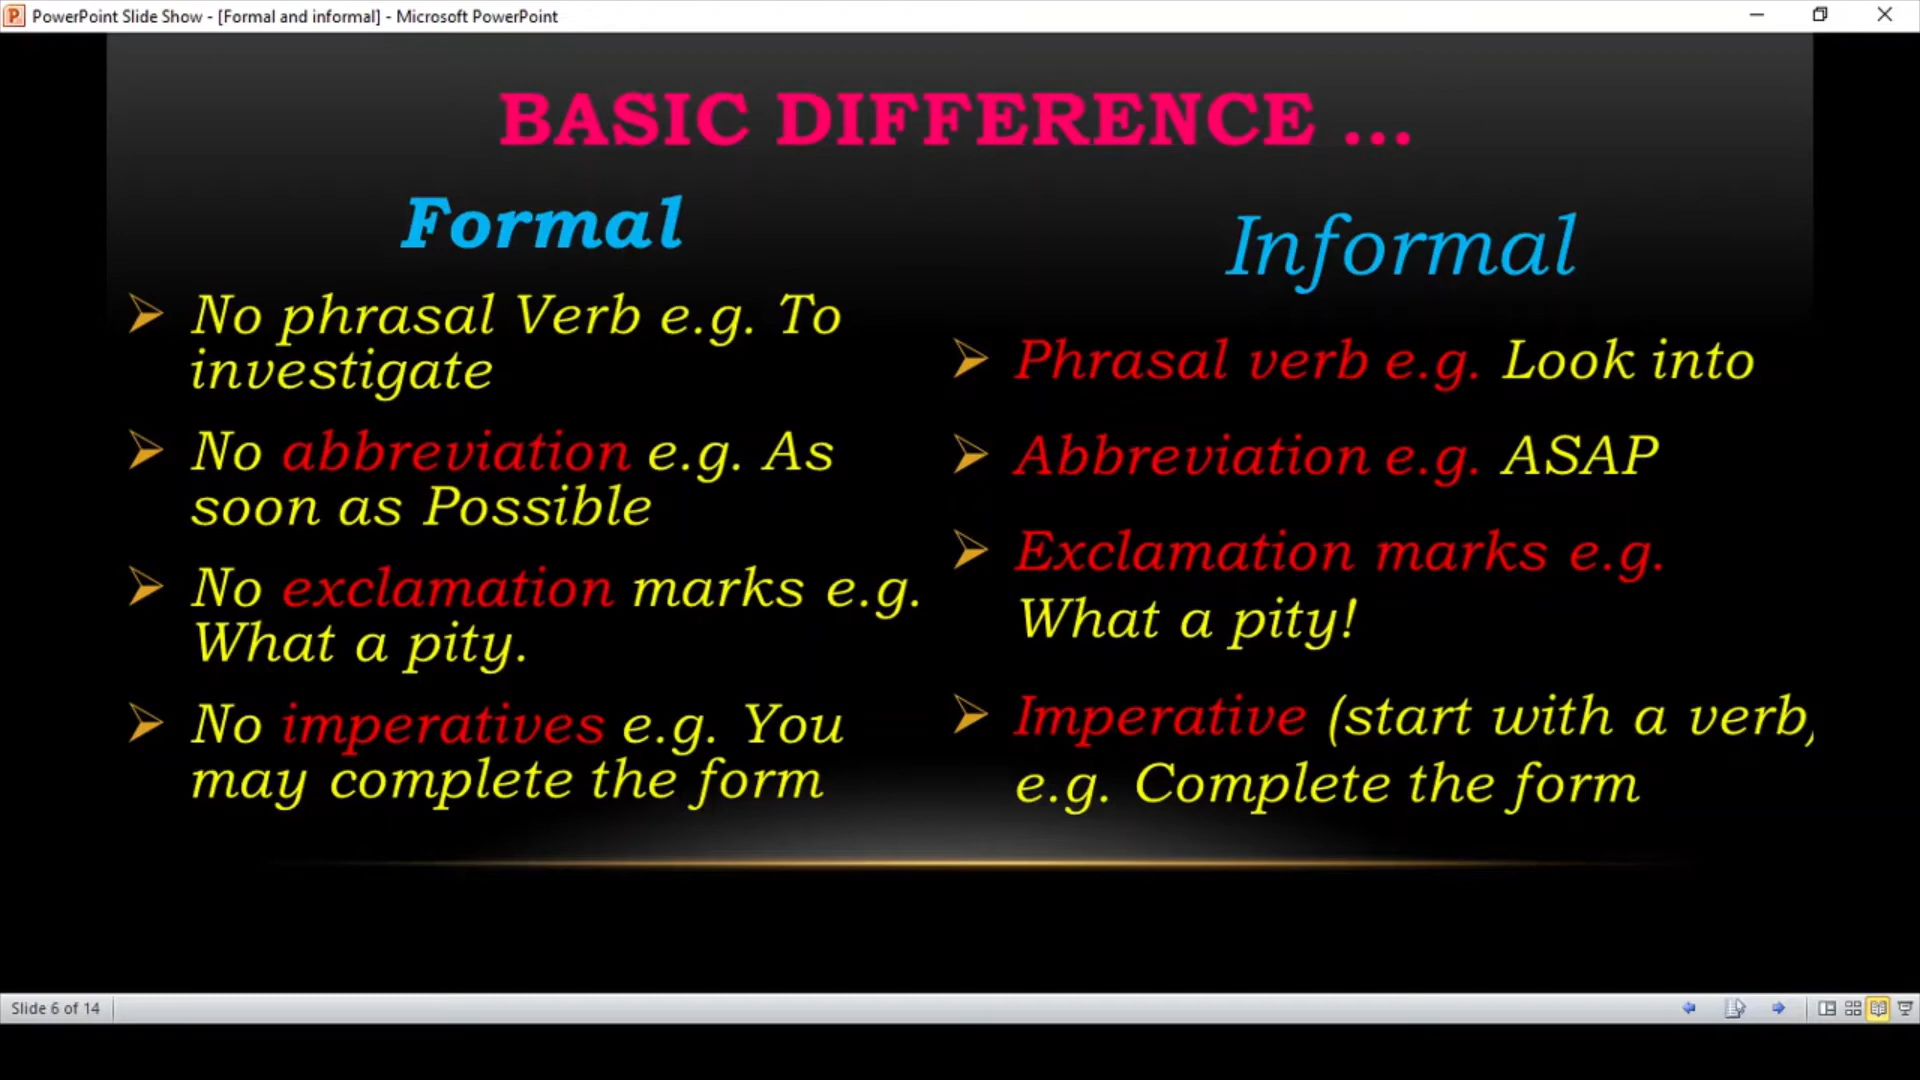 PowerPoint Slide Show - [Formal and informal] - Microsoft PowerPoint
BASIC DIFFERENCE ...
Formal
No phrasal Verb e.g. To
investigate
No abbreviation e.g. As
soon as Possible
No exclamation marks e.g.
What a pity.
No imperatives e.g. You
may complete the form
Informal
Phrasal verb e.g. Look into
Abbreviation e.g. ASAP
Exclamation marks e.g.
What a pity!
Imperative (start with a verb,
e.g. Complete the form
Slide 6 of 14